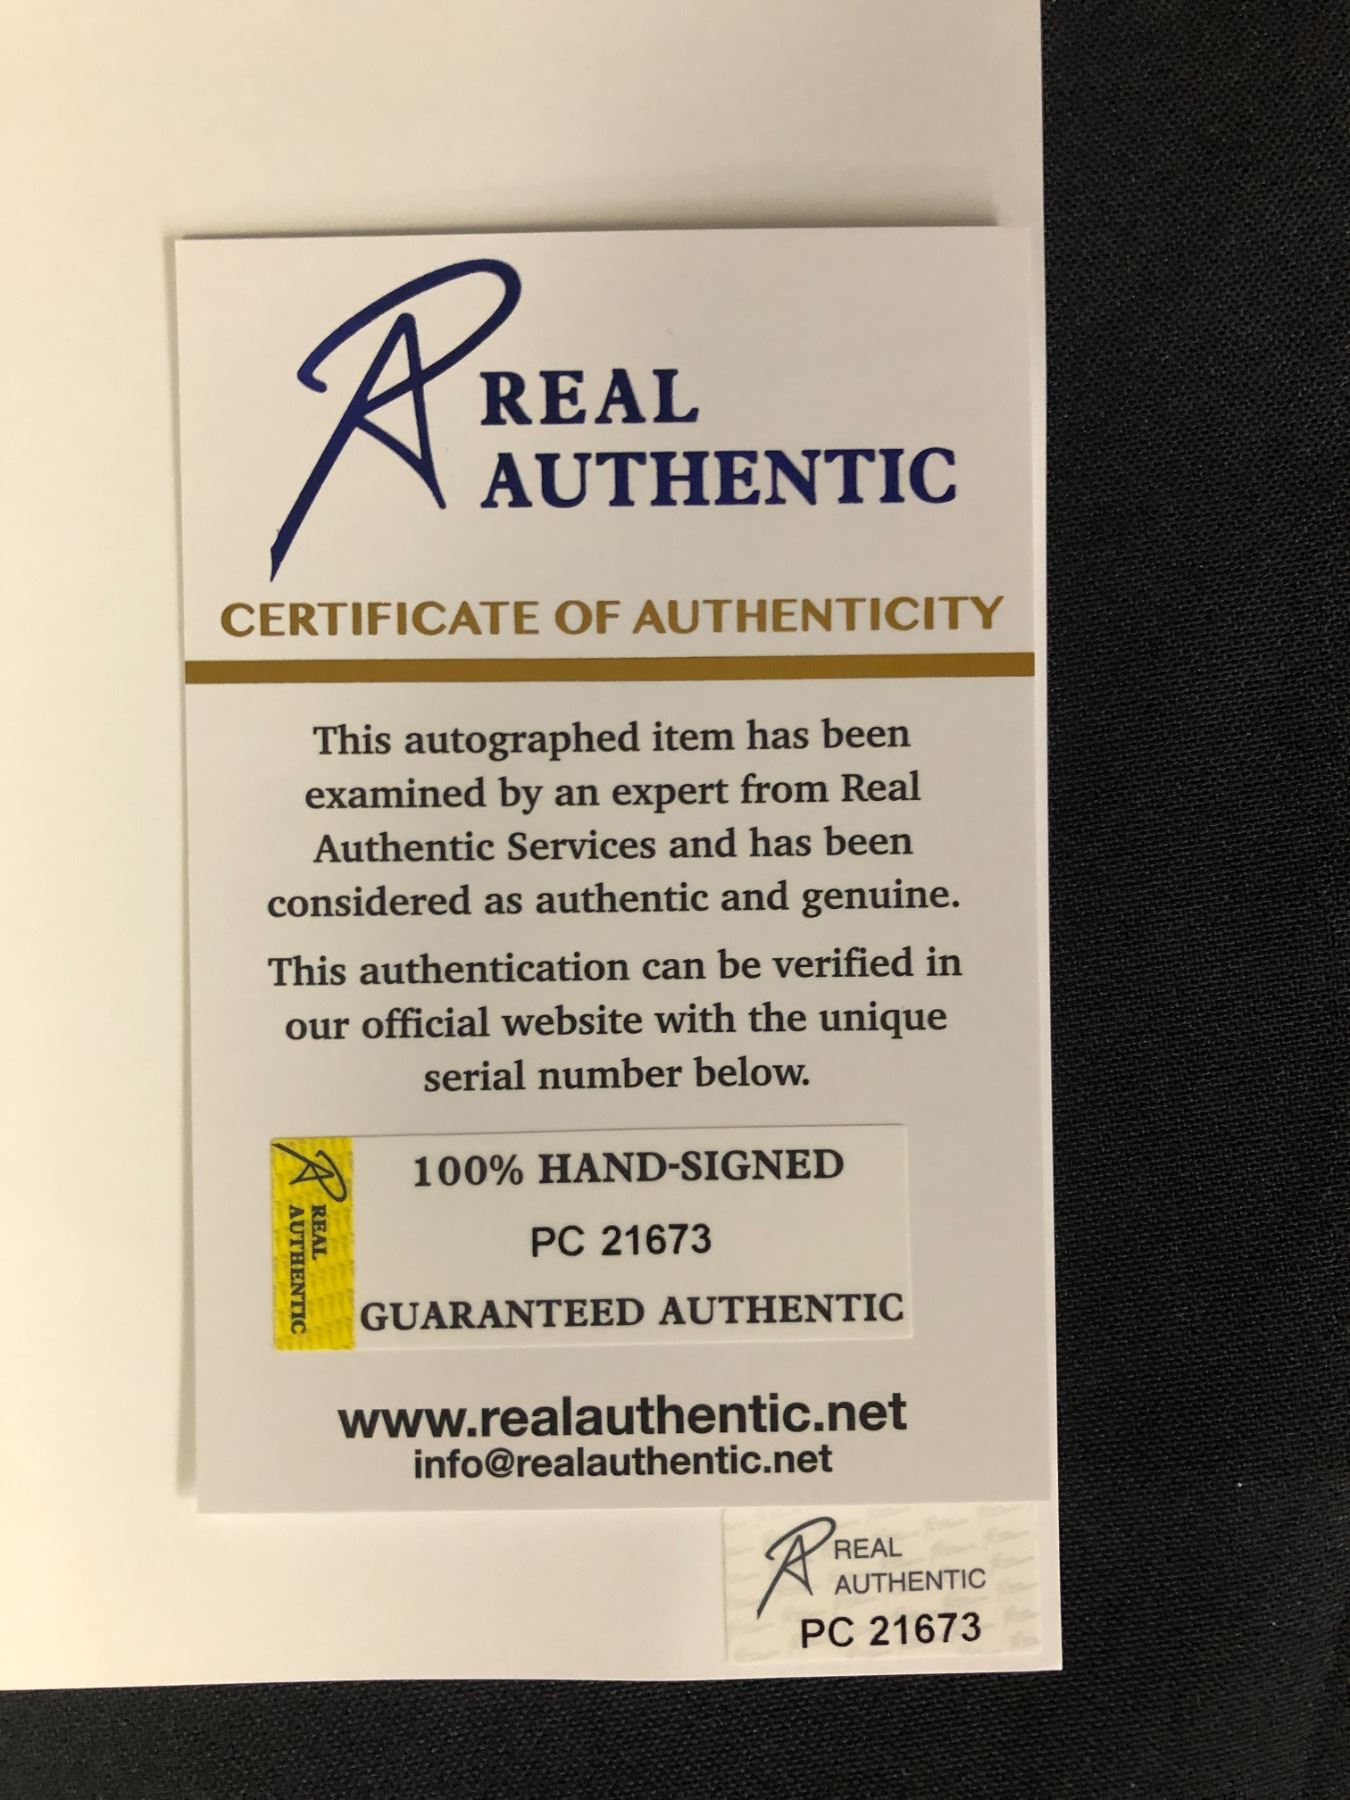 REAL
AUTHENTIC
CERTIFICATE OF AUTHENTICITY
This autographed item has been
examined by an expert from Real
Authentic Services and has been
considered as authentic and genuine.
This authentication can be verified in
our official website with the unique
serial number below.
REAL
AUTHENTIC
100% HAND-SIGNED
PC 21673
GUARANTEED AUTHENTIC
www.realauthentic.net
info@realauthentic.net
REAL
AUTHENTIC
PC 21673